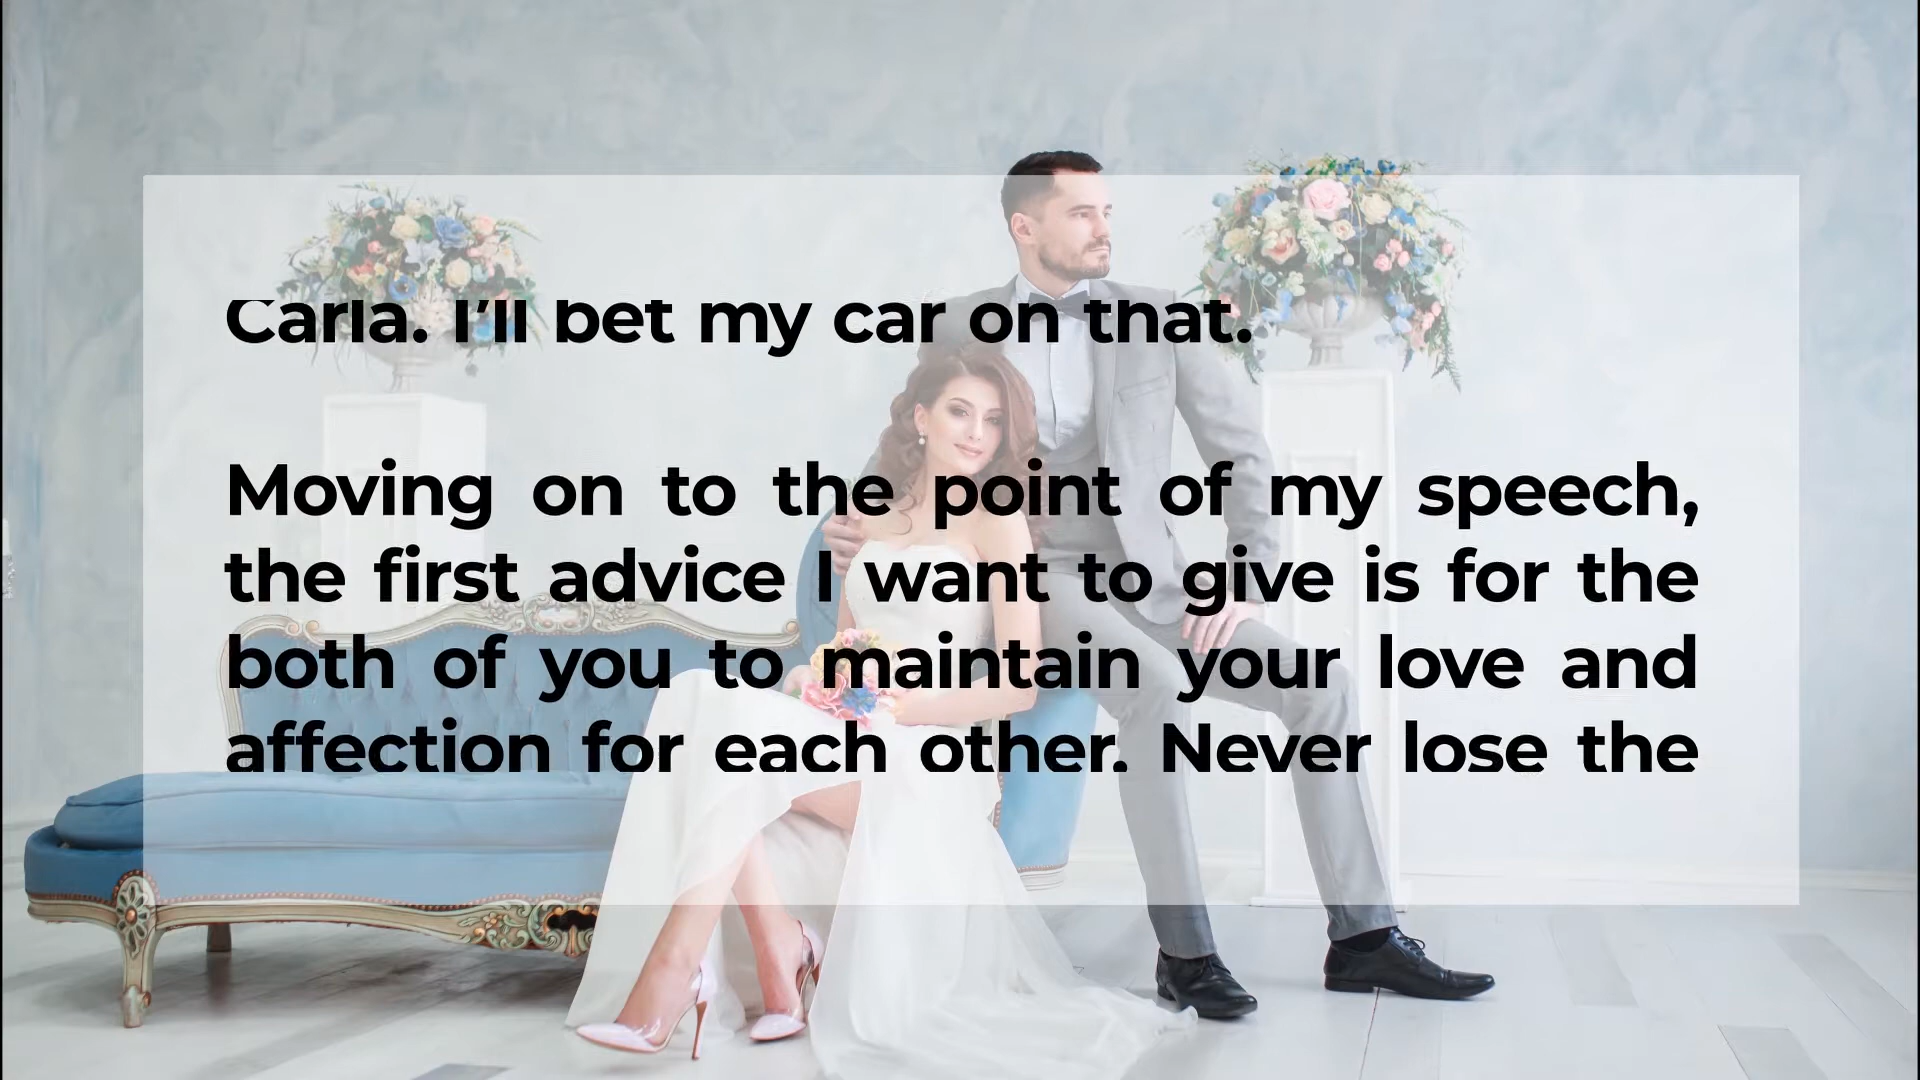 Carla. I'll bet my car on that.
Moving on to the point of my speech,
the first advice I want to give is for the
both of you to maintain your love and
affection for each other. Never lose the